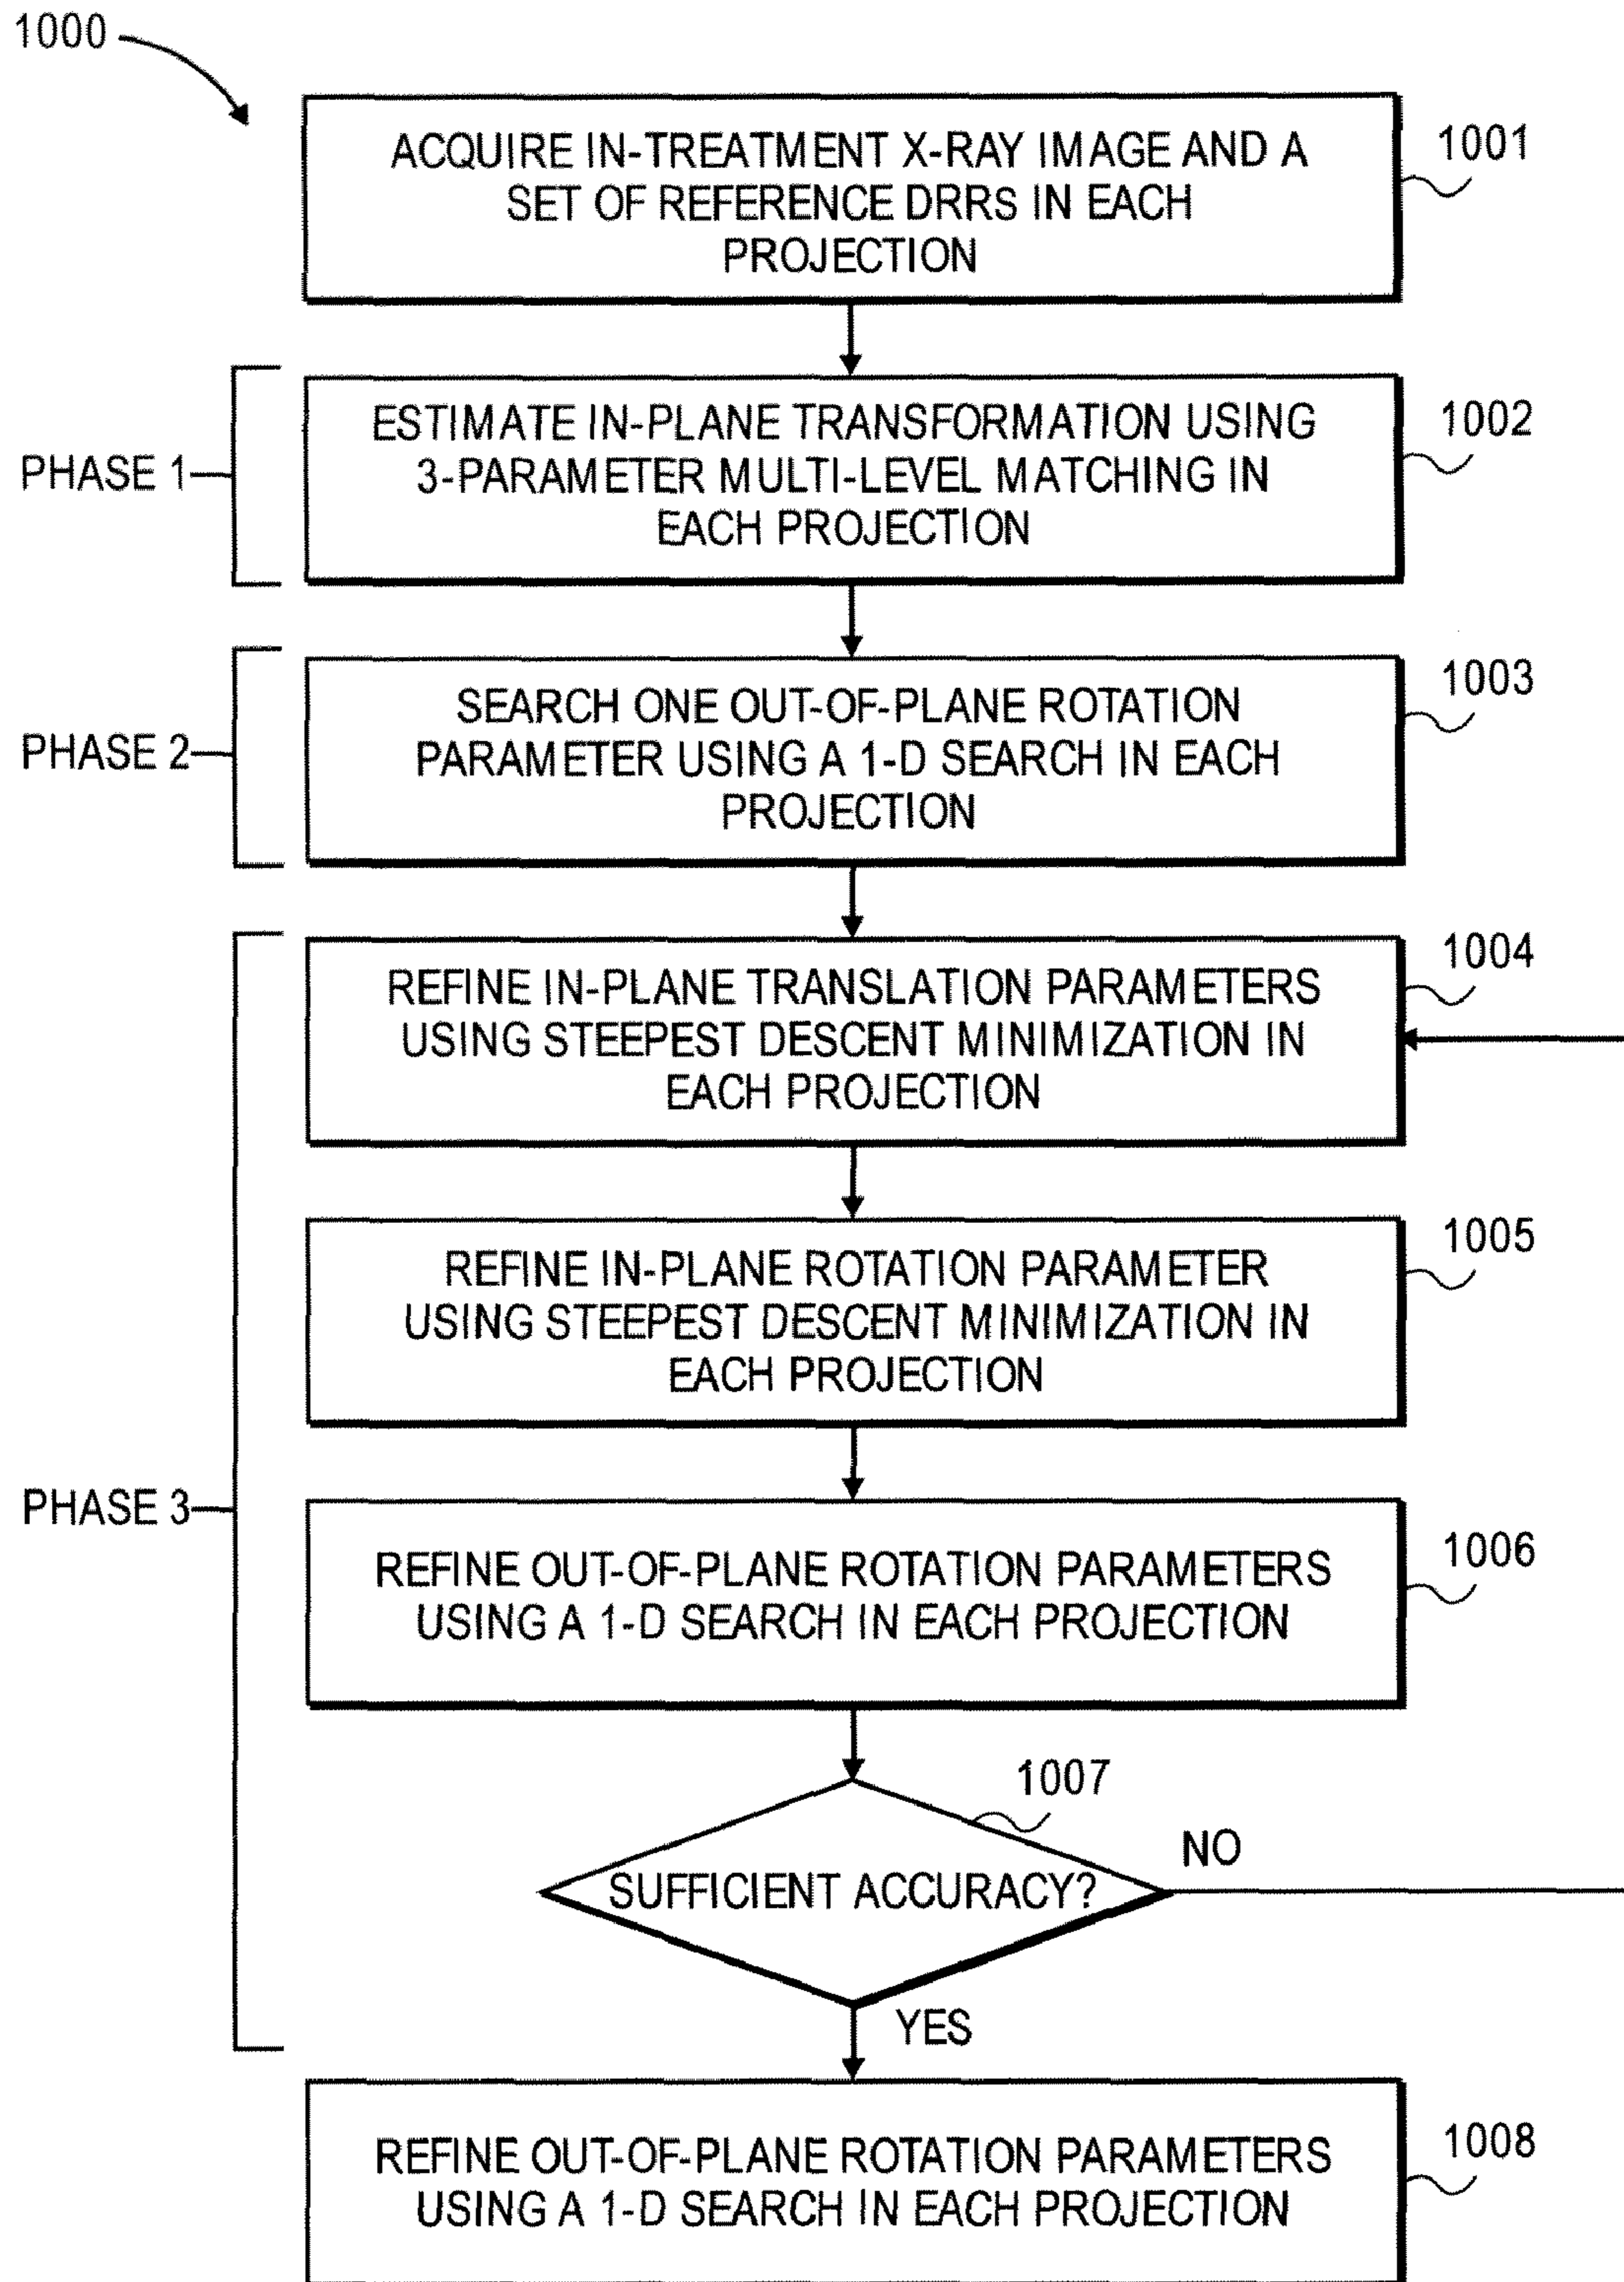 1000
ACQUIRE IN-TREATMENT X-RAY IMAGE AND A
SET OF REFERENCE DRRs IN EACH
PROJECTION
1001
PHASE 1
ESTIMATE IN-PLANE TRANSFORMATION USING
3-PARAMETER MULTI-LEVEL MATCHING IN
EACH PROJECTION
1002
PHASE 2
SEARCH ONE OUT-OF-PLANE ROTATION
PARAMETER USING A 1-D SEARCH IN EACH
PROJECTION
1003
PHASE 3
REFINE IN-PLANE TRANSLATION PARAMETERS
USING STEEPEST DESCENT MINIMIZATION IN
EACH PROJECTION
1004
REFINE IN-PLANE ROTATION PARAMETER
USING STEEPEST DESCENT MINIMIZATION IN
EACH PROJECTION
1005
REFINE OUT-OF-PLANE ROTATION PARAMETERS
USING A 1-D SEARCH IN EACH PROJECTION
1006
SUFFICIENT ACCURACY?
1007
NO
YES
REFINE OUT-OF-PLANE ROTATION PARAMETERS
USING A 1-D SEARCH IN EACH PROJECTION
1008